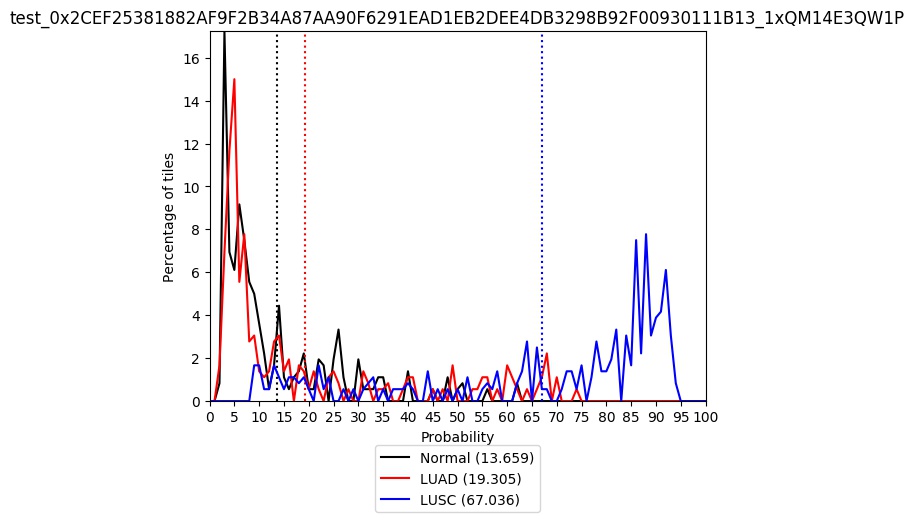 test_0x2CEF25381882AF9F2B34A87AA90F6291EAD1EB2DEE4DB3298B92F00930111B13_1xQM14E3QW1P
16
14
12
10
8
6
4
2
0
Percentage of tiles
0 5 10 15 20 25 30 35 40 45 50 55 60 65 70 75 80 85 90 95 100
Probability
Normal (13.659)
LUAD (19.305)
LUSC (67.036)